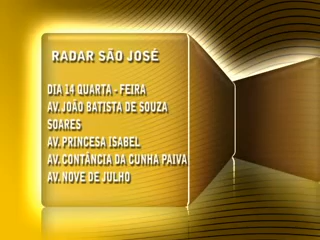 RADAR SÃO JOSÉ
DIA 14 QUARTA - FEIRA
AV. JOÃO BATISTA DE SOUZA
SOARES
AV. PRINCESA ISABEL
AV. CONTÂNCIA DA CUNHA PAIVA
AV. NOVE DE JULHO